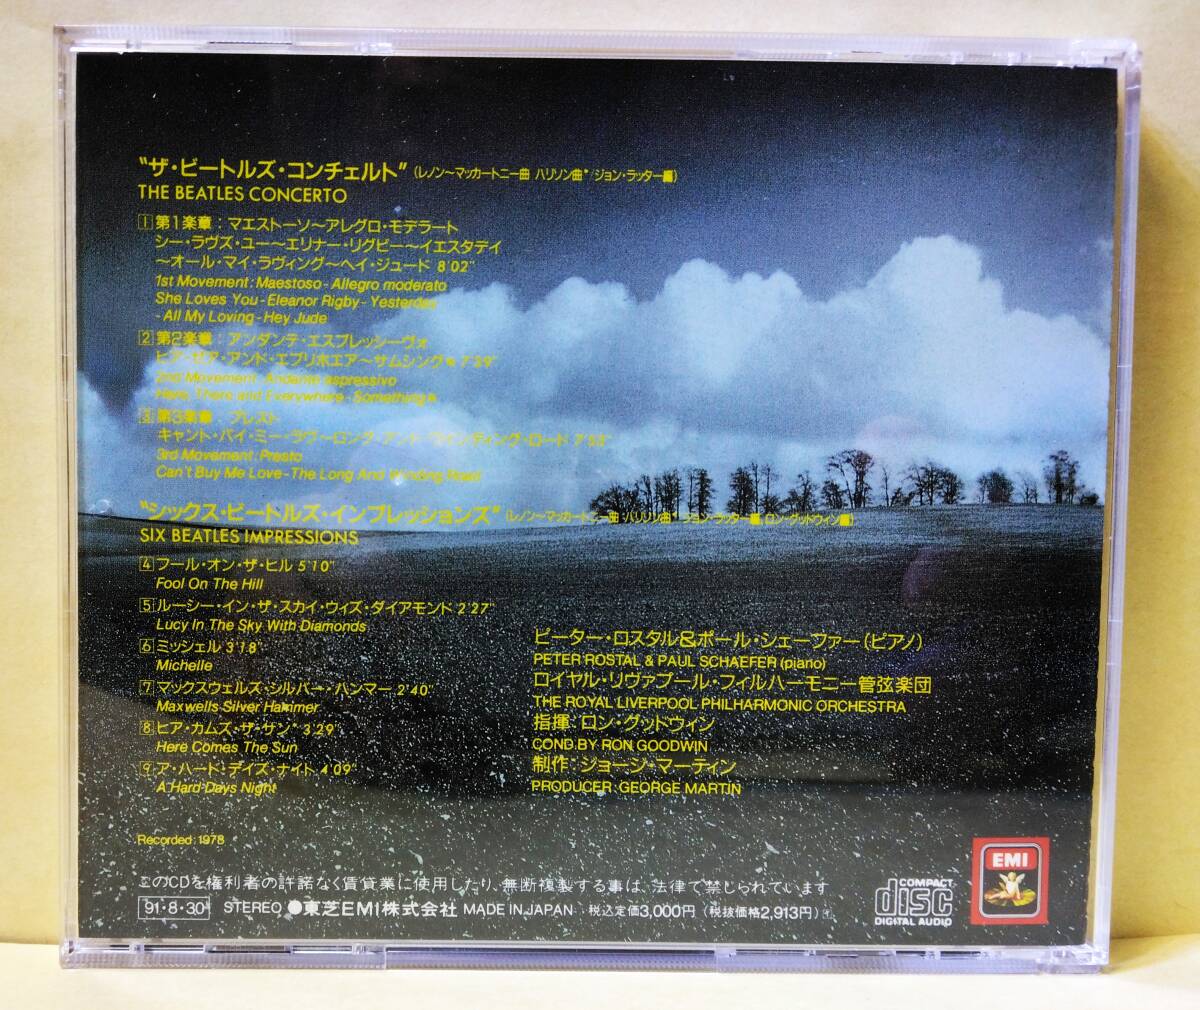 "ザ・ビートルズ・コンチェルト" (レノン〜マッカートニー曲 ハリソン曲* /ジョン・ラッター編)
THE BEATLES CONCERTO
1 第1楽章：マエストーソ〜アレグロ・モデラート
シー・ラヴズ・ユー〜エリナー・リグビー〜イエスタデイ
〜オール・マイ・ラヴィング〜ヘイ・ジュード 8'02"
1st Movement: Maestoso - Allegro moderato
She Loves You - Eleanor Rigby - Yesterday
- All My Loving - Hey Jude
2 第2楽章：アンダンテ・エスプレッシーヴォ
ヒア・ゼア・アンド・エブリホエア〜サムシング* 7'39"
2nd Movement: Andante aspressivo
Here, There and Everywhere - Something*
3 第3楽章：プレスト
キャント・バイ・ミー・ラヴ〜ロング・アンド・ワインディング・ロード 7'53"
3rd Movement: Presto
Can't Buy Me Love - The Long And Winding Road
"シックス・ビートルズ・インプレッションズ" (レノン〜マッカートニー曲 ハリソン曲* ジョン・ラッター編, ロン・グッドウィン編)
SIX BEATLES IMPRESSIONS
4 フール・オン・ザ・ヒル 5'10"
Fool On The Hill
5 ルーシー・イン・ザ・スカイ・ウィズ・ダイアモンド 2'27"
Lucy In The Sky With Diamonds
6 ミッシェル 3'18"
Michelle
7 マックスウェルズ・シルバー・ハンマー 2'40"
Maxwells Silver Hammer
8 ヒア・カムズ・ザ・サン* 3'29"
Here Comes The Sun
9 ア・ハード・デイズ・ナイト 4'09"
A Hard Days Night
ピーター・ロスタル&ポール・シェーファー(ピアノ)
PETER ROSTAL & PAUL SCHAEFER (piano)
ロイヤル・リヴァプール・フィルハーモニー管弦楽団
THE ROYAL LIVERPOOL PHILHARMONIC ORCHESTRA
指揮：ロン・グッドウィン
COND. BY RON GOODWIN
制作：ジョージ・マーティン
PRODUCER: GEORGE MARTIN
Recorded: 1978
このCDを権利者の許諾なく賃貸業に使用したり、無断複製する事は、法律で禁じられています
91・8・30 STEREO ●東芝EMI株式会社 MADE IN JAPAN 税込定価3,000円 (税抜価格2,913円)
COMPACT
disc
DIGITAL AUDIO
EMI